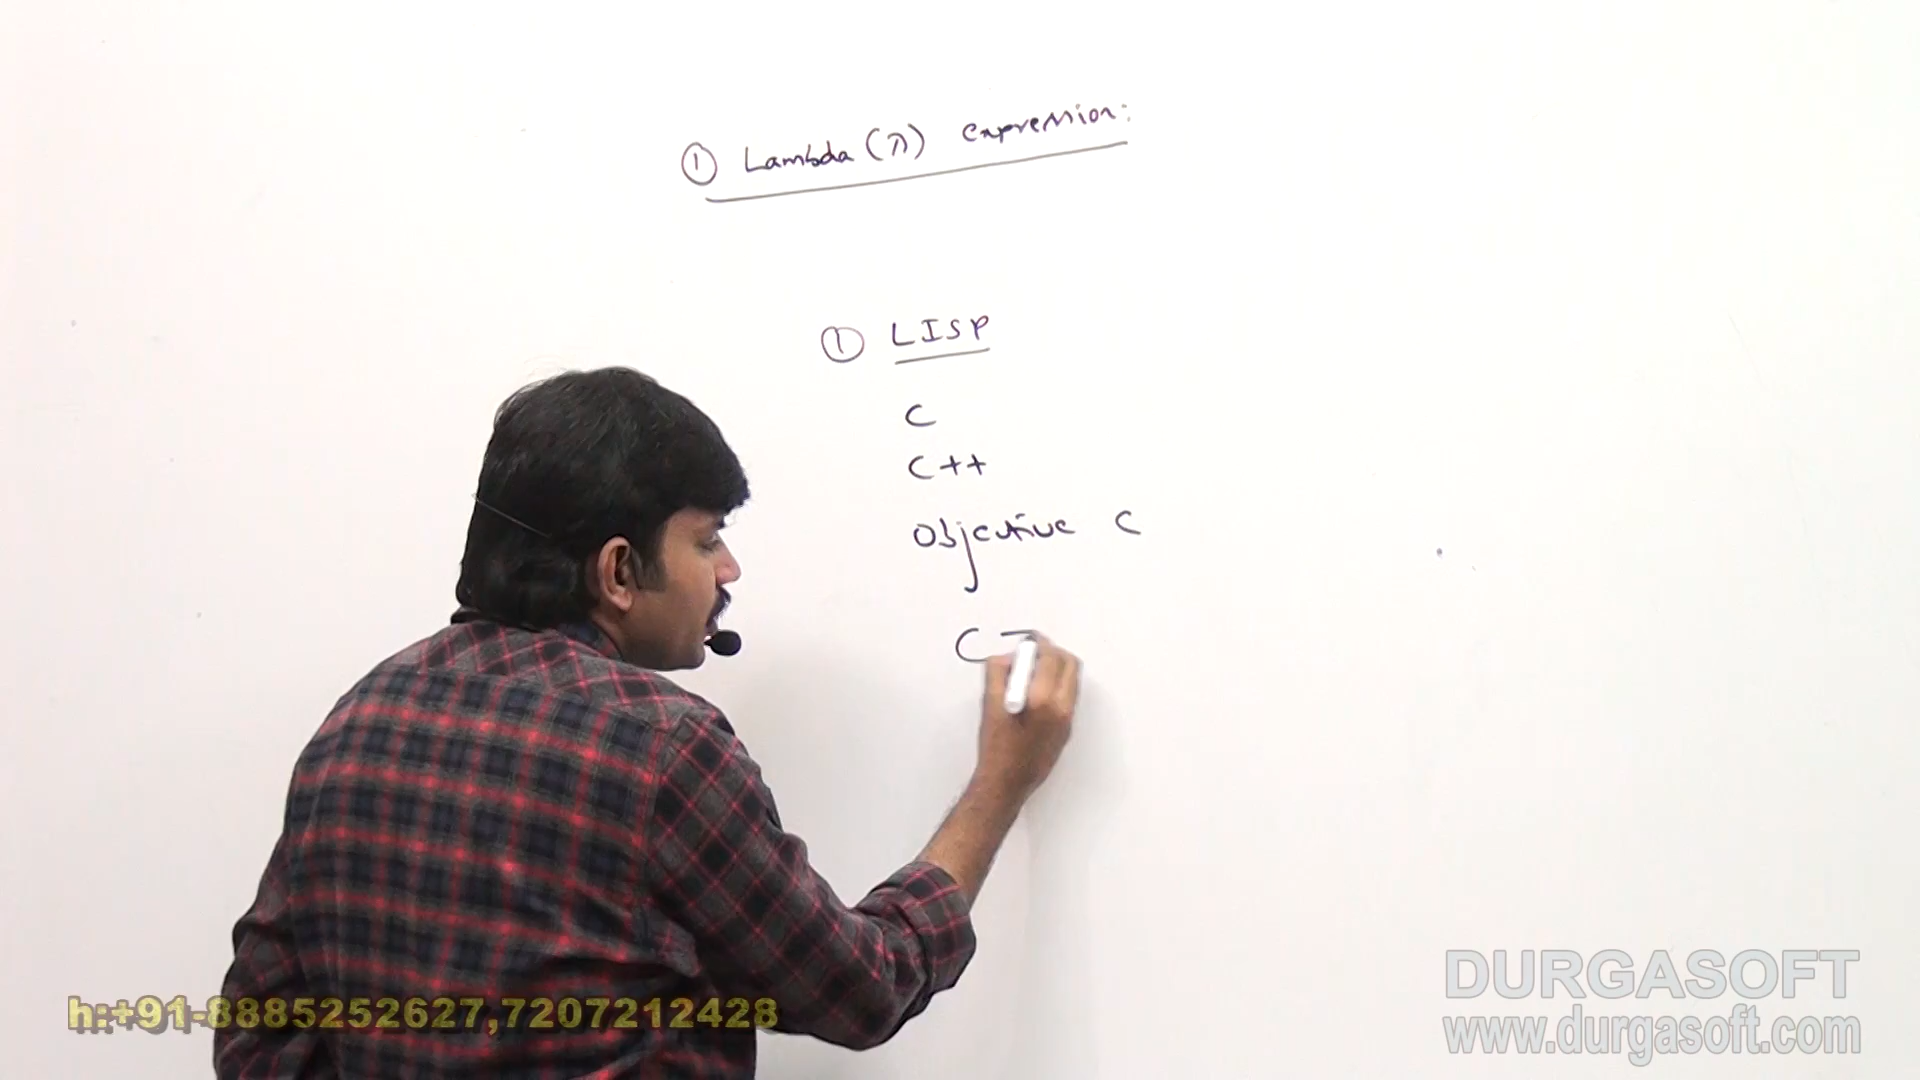 ① Lambda (λ) Expression:
① LISP
C
C++
Objective C
C
h:+91-8885252627,7207212428
DURGASOFT
www.durgasoft.com